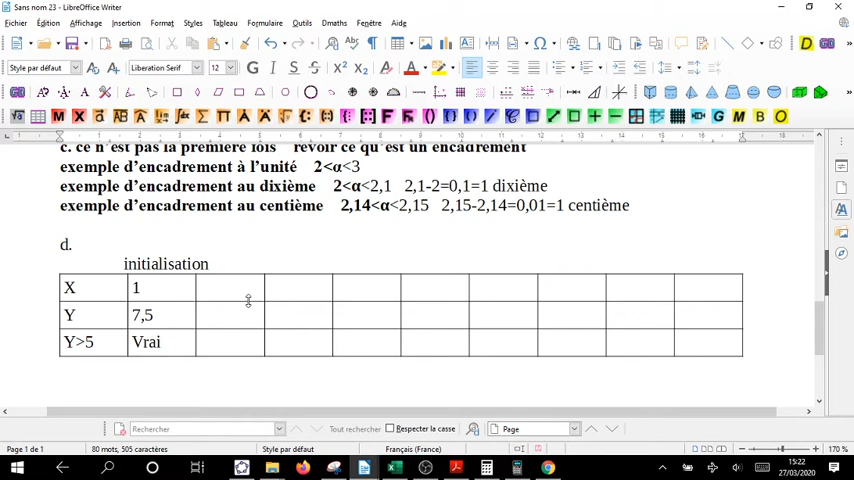 Sans nom 23 - LibreOffice Writer
Fichier Édition Affichage Insertion Format Styles Tableau Formulaire Outils Dmaths Fenêtre Aide
Style par défaut Liberation Serif 12
c. ce n'est pas la première fois revoir ce qu'est un encadrement
exemple d'encadrement à l'unité 2<α<3
exemple d'encadrement au dixième 2<α<2,1 2,1-2=0,1=1 dixième
exemple d'encadrement au centième 2,14<α<2,15 2,15-2,14=0,01=1 centième
d.
initialisation
X 1
Y 7,5
Y>5 Vrai
Rechercher Tout rechercher Respecter la casse Page
Page 1 de 1 80 mots, 505 caractères Style par défaut Français (France) 170 %
15:22
27/03/2020